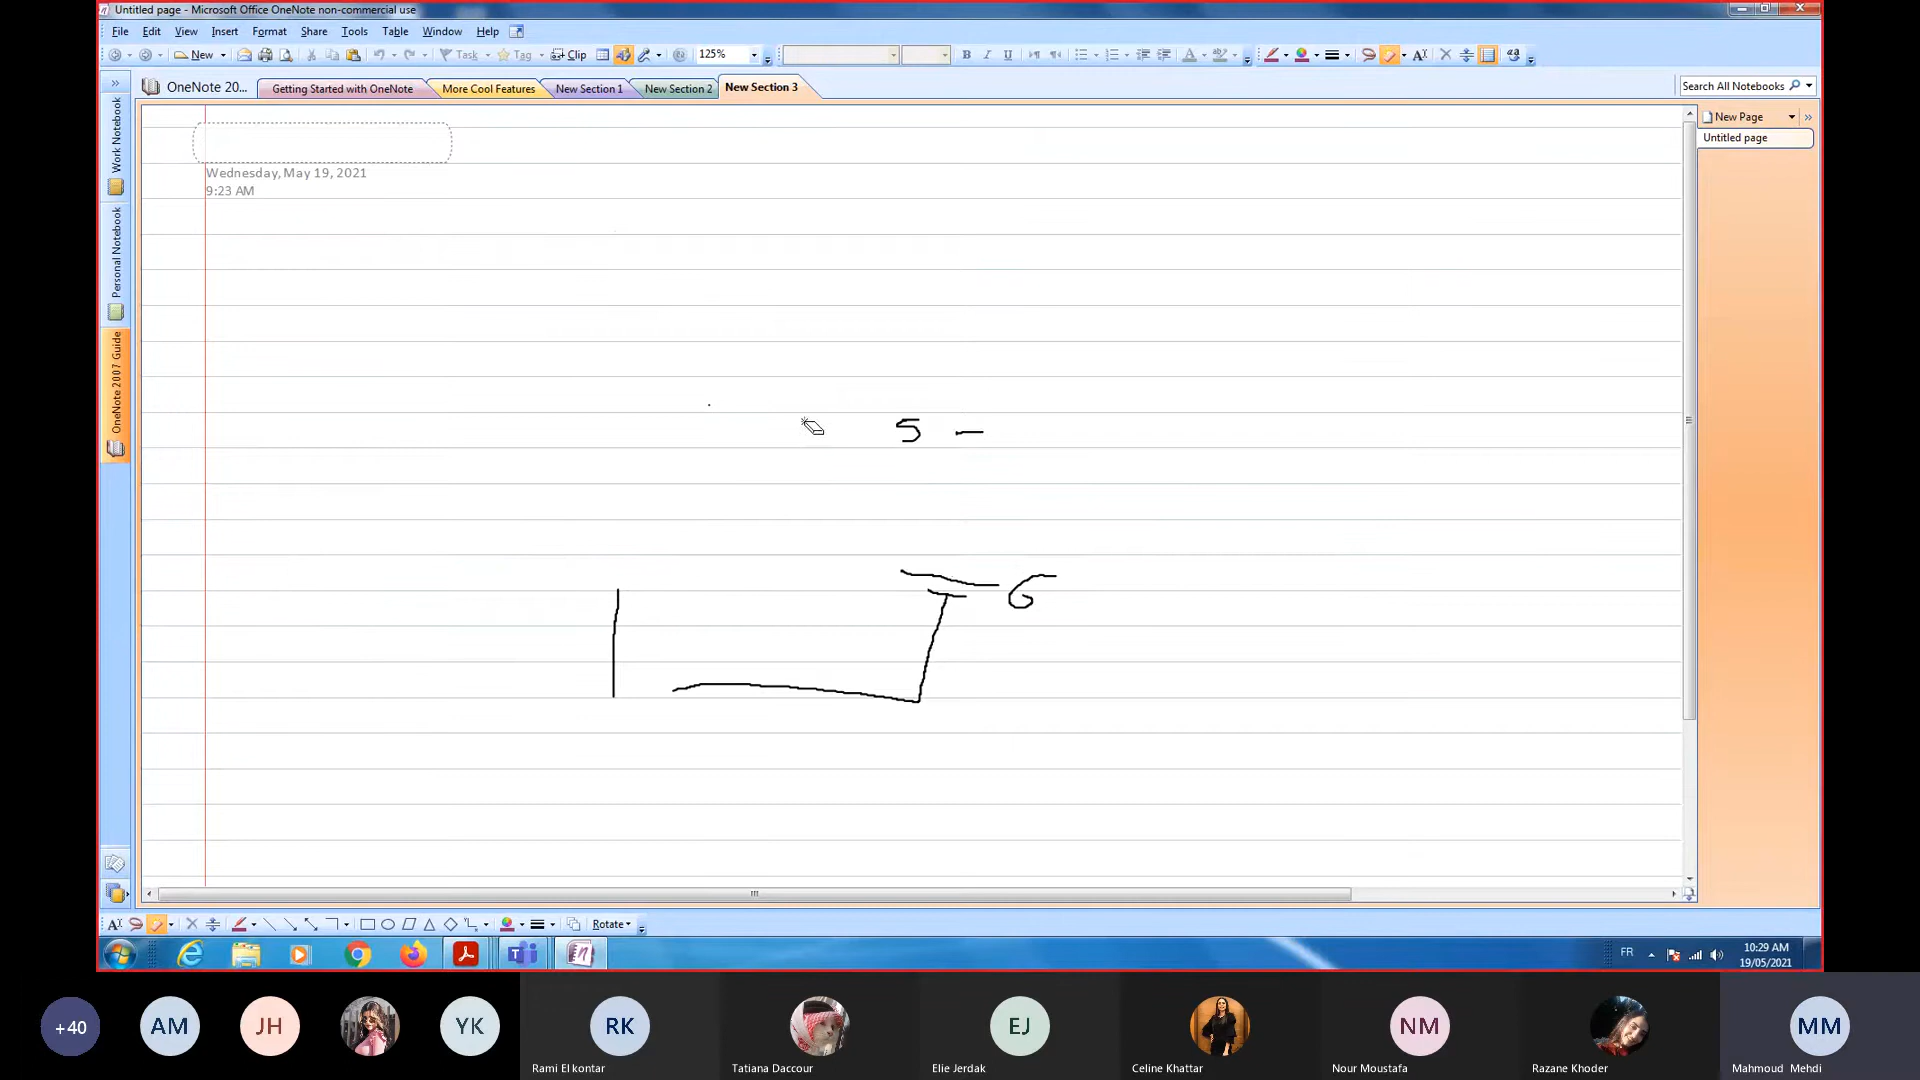 Untitled page - Microsoft Office OneNote non-commercial use
File Edit View Insert Format Share Tools Table Window Help
New Task Tag Clip 125% B I U
OneNote 20... Getting Started with OneNote More Cool Features New Section 1 New Section 2 New Section 3 Search All Notebooks
New Page
Untitled page
Work Notebook
Personal Notebook
OneNote 2007 Guide
Wednesday, May 19, 2021
9:23 AM
5 –
6
Rotate
FR 10:29 AM
19/05/2021
+40 AM JH YK RK EJ NM MM
Rami El kontar Tatiana Daccour Elie Jerdak Celine Khattar Nour Moustafa Razane Khoder Mahmoud Mehdi